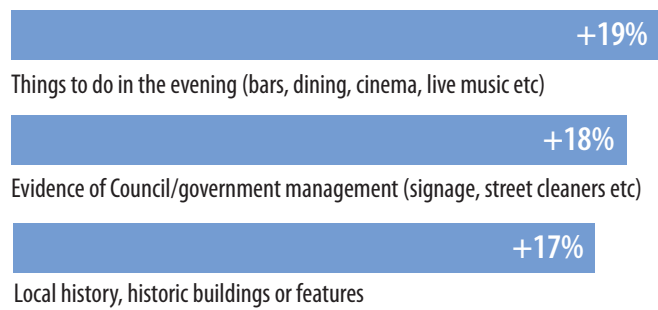 +19%
Things to do in the evening (bars, dining, cinema, live music etc)
+18%
Evidence of Council/government management (signage, street cleaners etc)
+17%
Local history, historic buildings or features